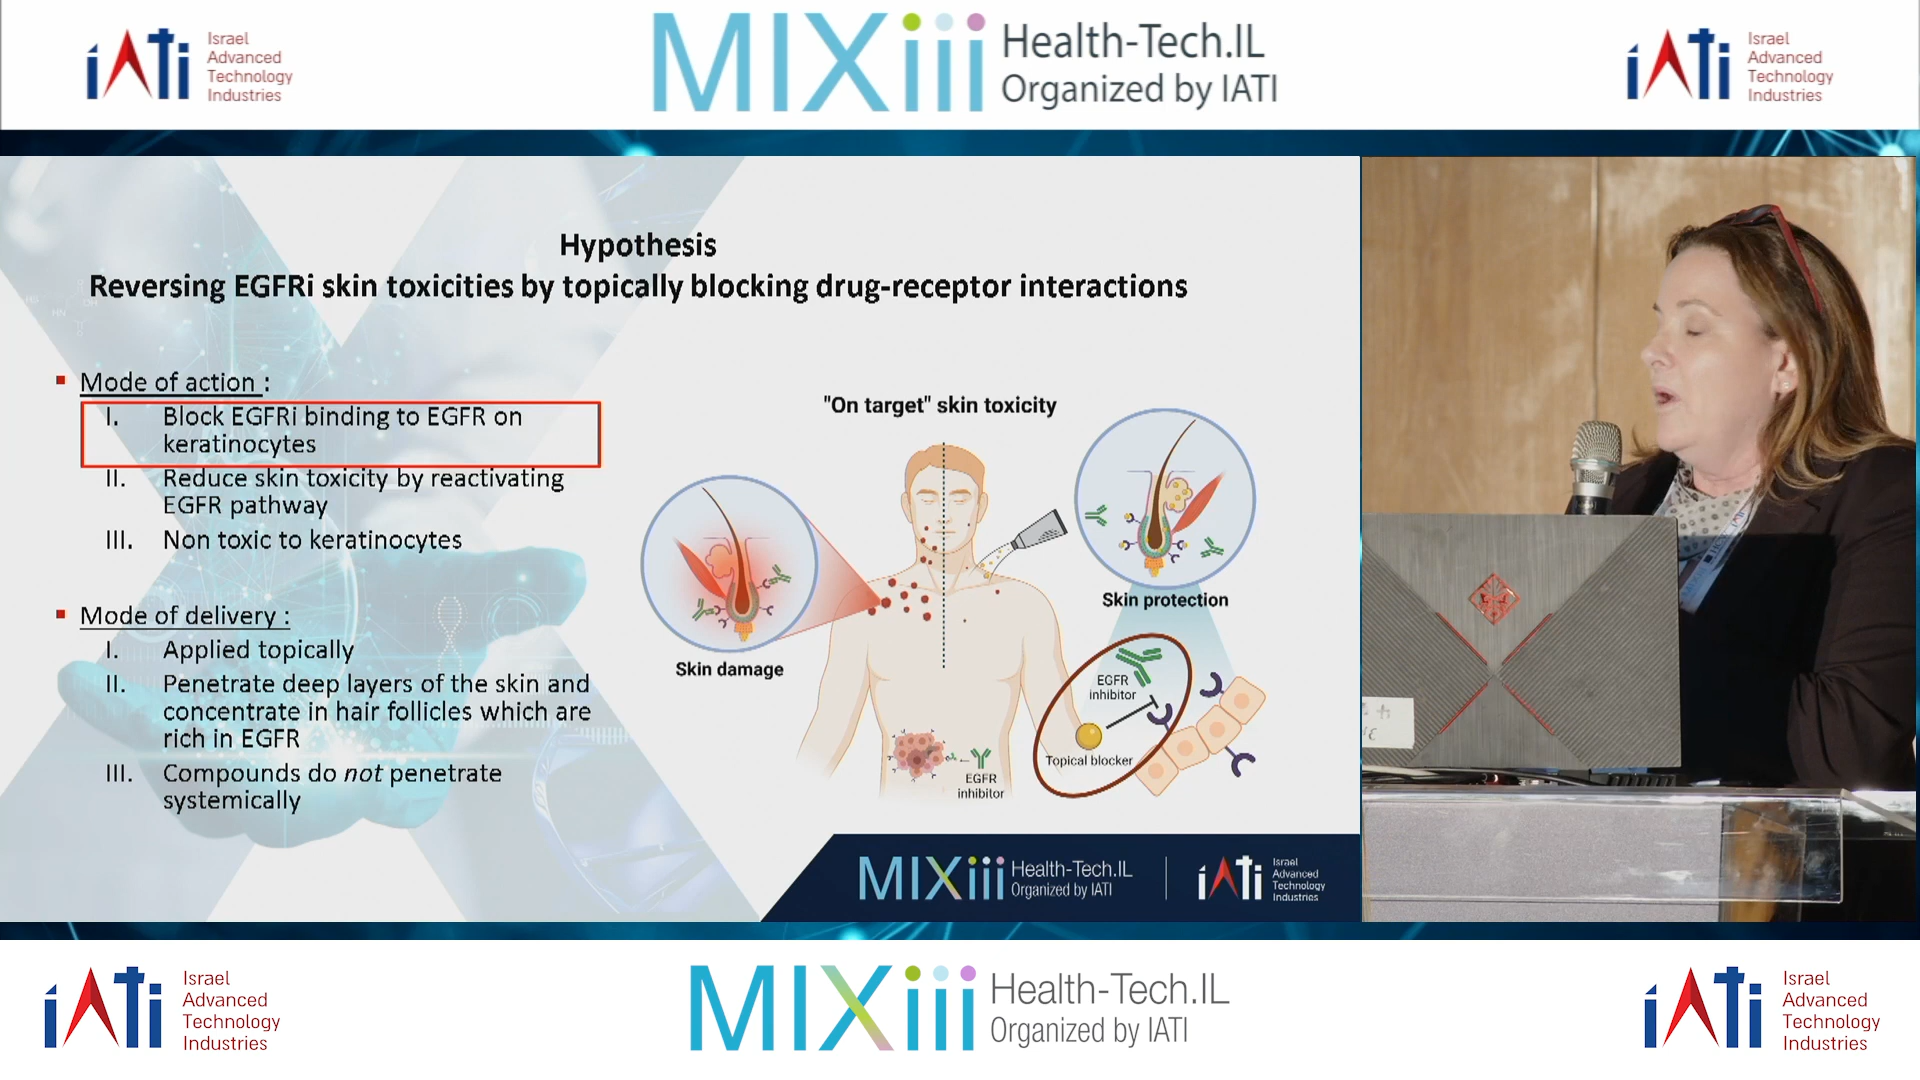 iATi
Israel
Advanced
Technology
Industries
MIXiii
Health-Tech.IL
Organized by IATI
iATi
Israel
Advanced
Technology
Industries
Hypothesis
Reversing EGFRi skin toxicities by topically blocking drug-receptor interactions
Mode of action :
I. Block EGFRi binding to EGFR on
keratinocytes
II. Reduce skin toxicity by reactivating
EGFR pathway
III. Non toxic to keratinocytes
Mode of delivery :
I. Applied topically
II. Penetrate deep layers of the skin and
concentrate in hair follicles which are
rich in EGFR
III. Compounds do not penetrate
systemically
"On target" skin toxicity
Skin damage
Skin protection
EGFR
inhibitor
Topical blocker
EGFR
inhibitor
MIXiii
Health-Tech.IL
Organized by IATI
iATi
Israel
Advanced
Technology
Industries
iATi
Israel
Advanced
Technology
Industries
MIXiii
Health-Tech.IL
Organized by IATI
iATi
Israel
Advanced
Technology
Industries